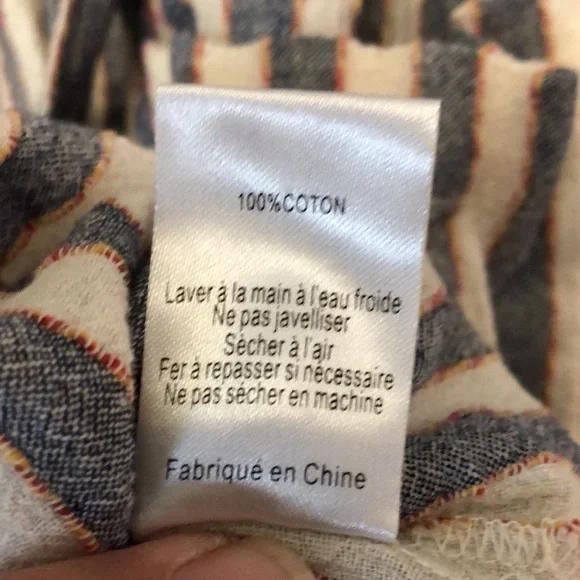 100%COTON
Laver à la main à l'eau froide
Ne pas javelliser
Sècher à l'air
Fer à repasser si nécessaire
Ne pas sécher en machine
Fabriqué en Chine